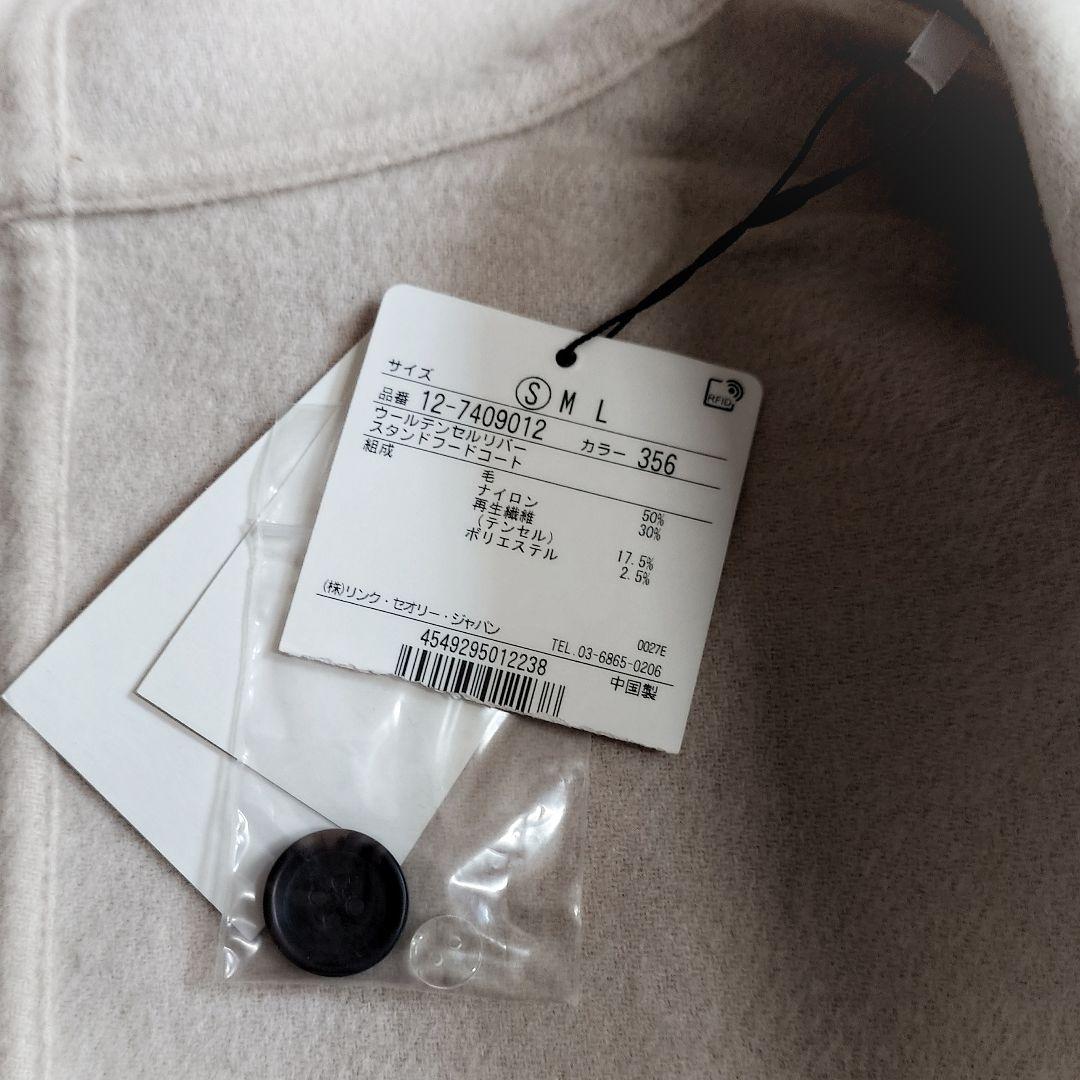 サイズ S M L
RFID
品番 12-7409012 カラー 356
ウールテンセルリバー
スタンドフードコート
組成
毛 50%
ナイロン 30%
再生繊維
(テンセル) 17.5%
ポリエステル 2.5%
(株)リンク・セオリー・ジャパン 0027E
TEL.03-6865-0206
4549295012238 中国製